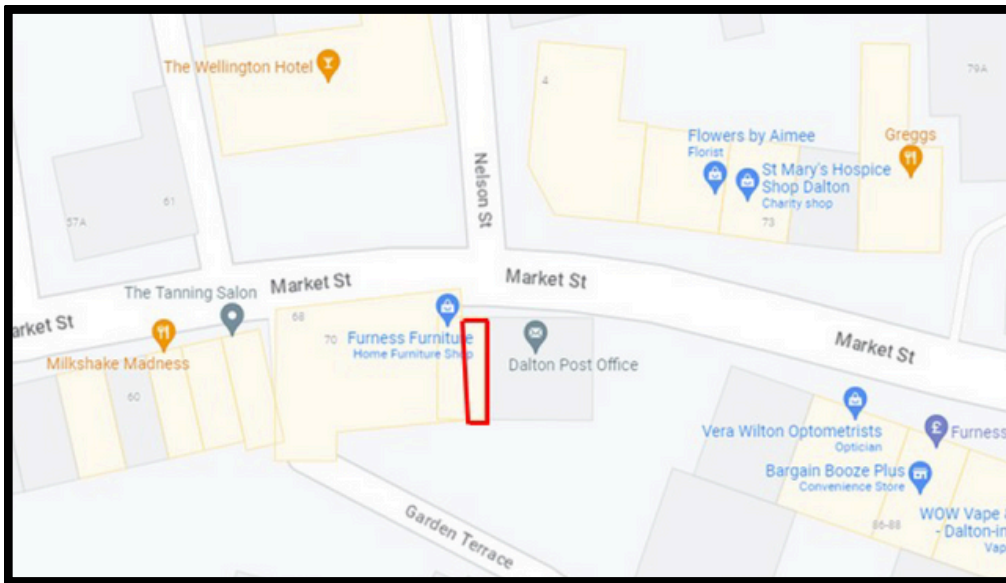 The Wellington Hotel
4
79A
Flowers by Aimee
Florist
Greggs
St Mary's Hospice
Shop Dalton
Charity shop
73
Nelson St
61
57A
Market St
Market St
The Tanning Salon
68
arket St
70
Furness Furniture
Home Furniture Shop
Milkshake Madness
60
Dalton Post Office
Market St
Vera Wilton Optometrists
Optician
Furness
Bargain Booze Plus
Convenience Store
86-88
WOW Vape
- Dalton-in
Vap
Garden Terrace